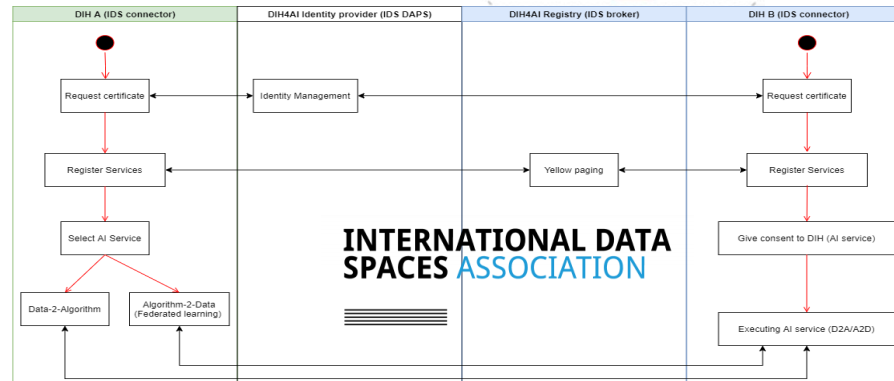 DIH A (IDS connector)
DIH4AI Identity provider (IDS DAPS)
DIH4AI Registry (IDS broker)
DIH B (IDS connector)
Request certificate
Identity Management
Request certificate
Register Services
Yellow paging
Register Services
Select AI Service
INTERNATIONAL DATA
SPACES ASSOCIATION
Give consent to DIH (AI service)
Data-2-Algorithm
Algorithm-2-Data
(Federated learning)
Executing AI service (D2A/A2D)